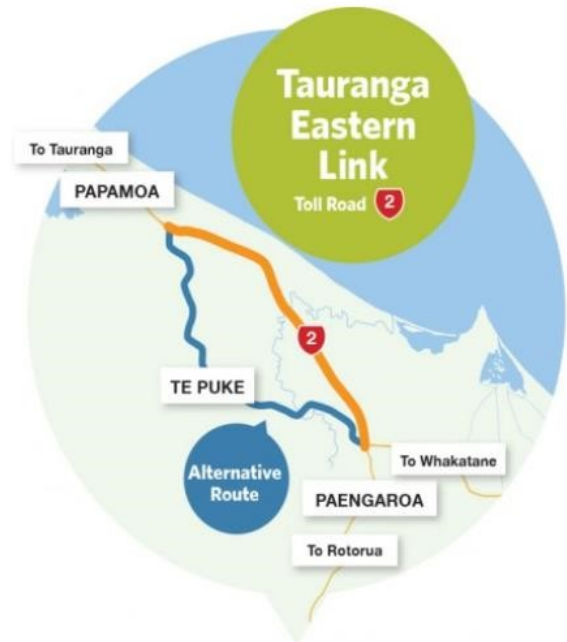 Tauranga
Eastern
Link
Toll Road 2
To Tauranga
PAPAMOA
2
TE PUKE
Alternative
Route
To Whakatane
PAENGAROA
To Rotorua